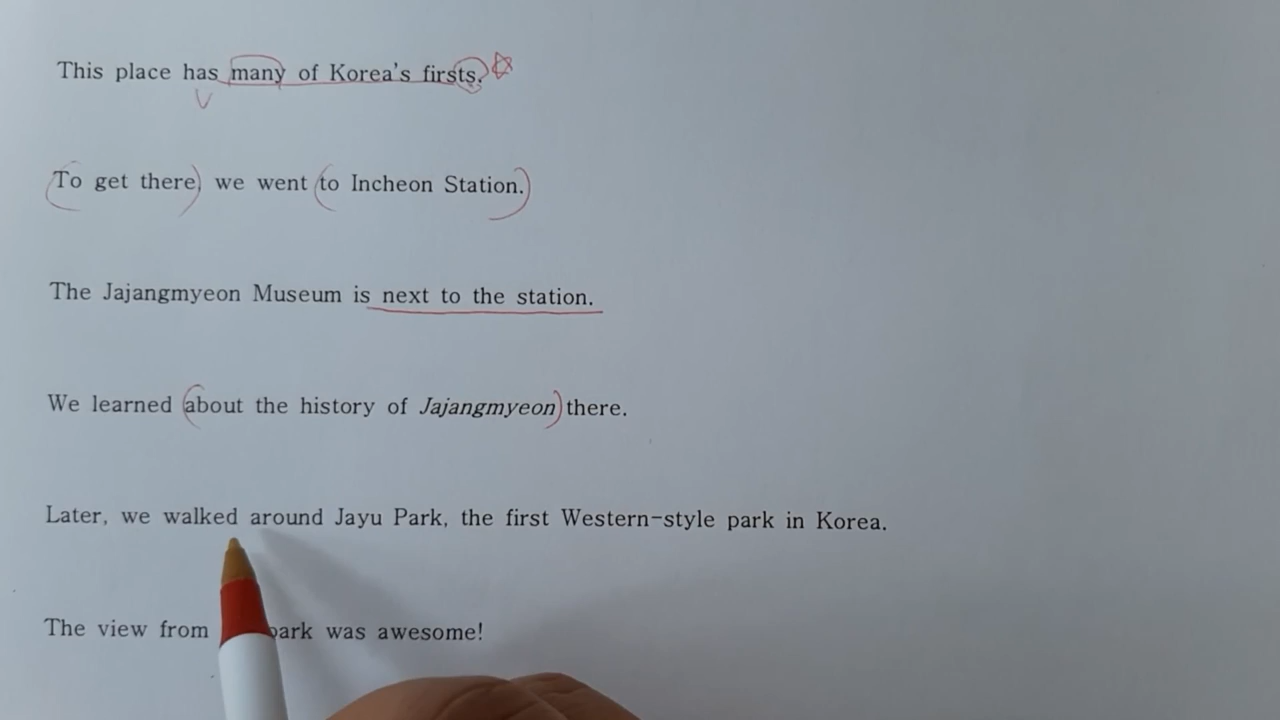 This place has many of Korea's firsts.
To get there, we went to Incheon Station.
The Jajangmyeon Museum is next to the station.
We learned about the history of Jajangmyeon there.
Later, we walked around Jayu Park, the first Western-style park in Korea.
The view from park was awesome!